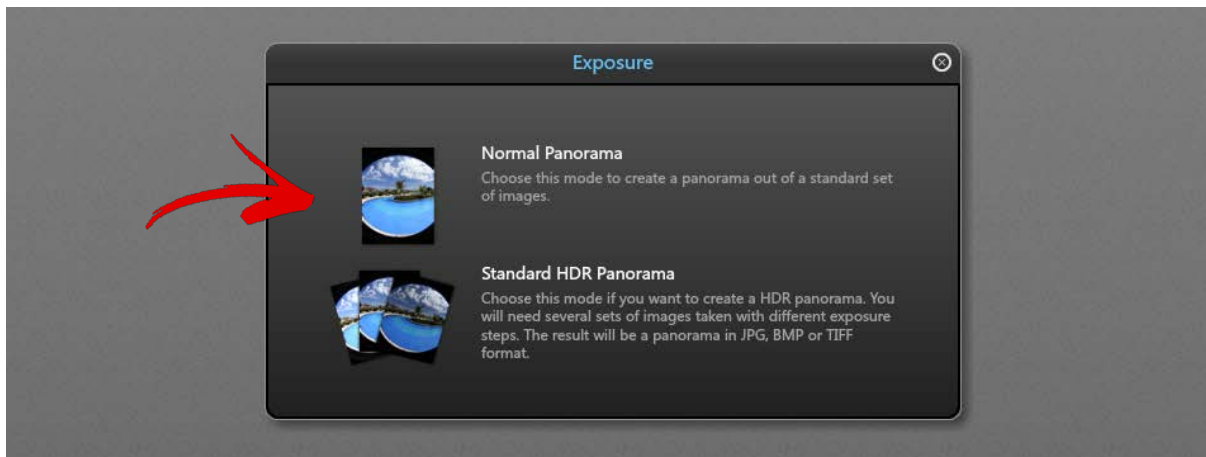 Exposure
Normal Panorama
Choose this mode to create a panorama out of a standard set
of images.
Standard HDR Panorama
Choose this mode if you want to create a HDR panorama. You
will need several sets of images taken with different exposure
steps. The result will be a panorama in JPG, BMP or TIFF
format.